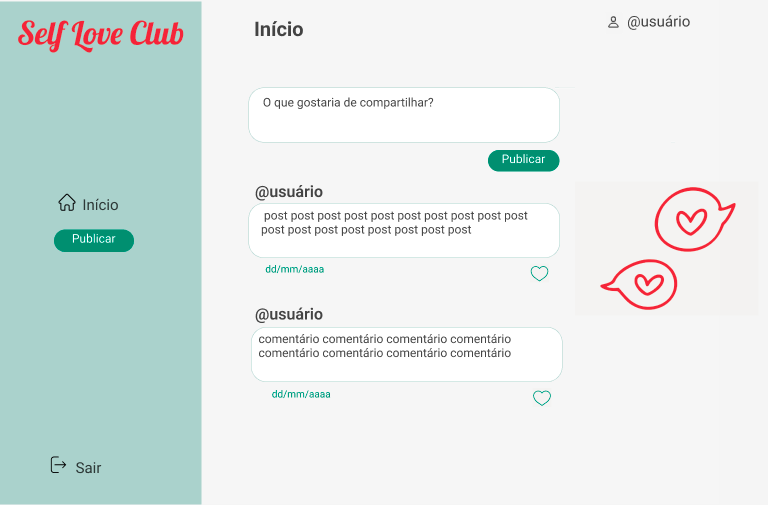 Self Love Club
Início
Publicar
Sair
Início
@usuário
O que gostaria de compartilhar?
Publicar
@usuário
post post post post post post post post post post
post post post post post post post post
dd/mm/aaaa
@usuário
comentário comentário comentário comentário
comentário comentário comentário comentário
dd/mm/aaaa